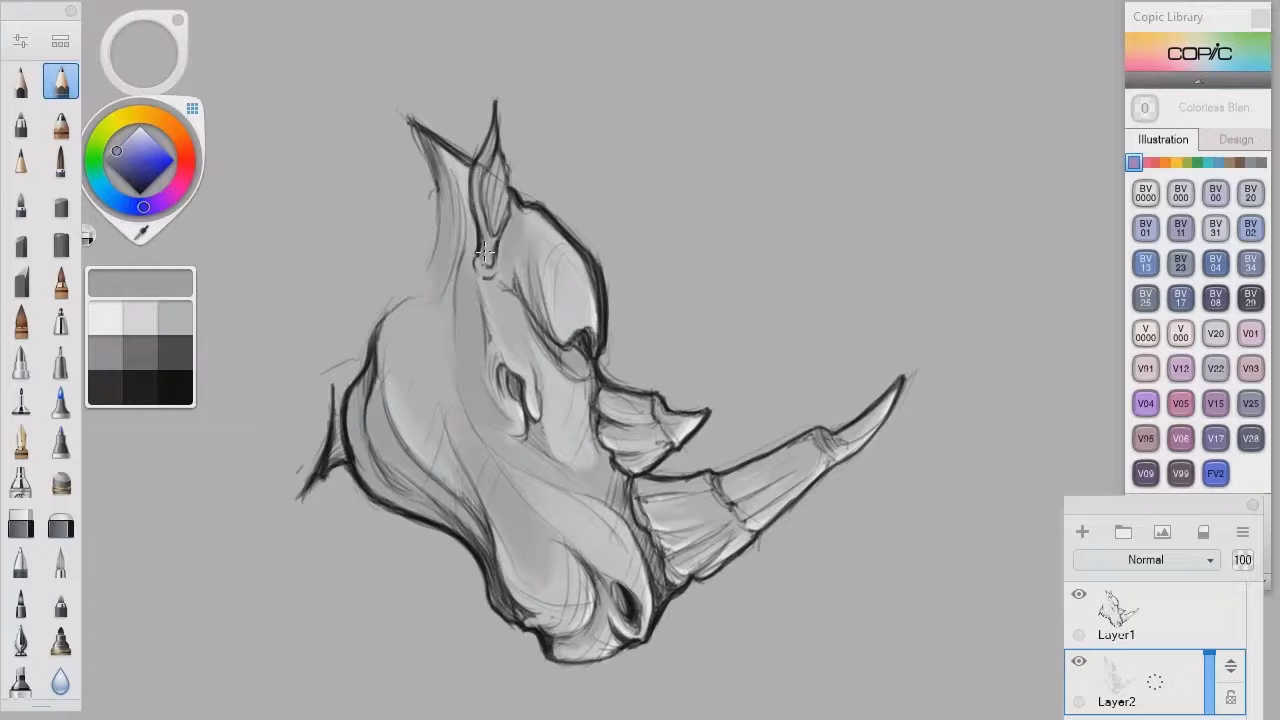 Copic Library
COPIC
0 Colorless Blen.
Illustration Design
BV 0000 BV 000 BV 00 BV 20
BV 01 BV 11 BV 31 BV 02
BV 13 BV 23 BV 04 BV 34
BV 25 BV 17 BV 08 BV 29
V 0000 V 000 V20 V01
V91 V12 V22 V93
V04 V05 V15 V25
V95 V06 V17 V28
V09 V99 FV2
Normal 100
Layer1
Layer2